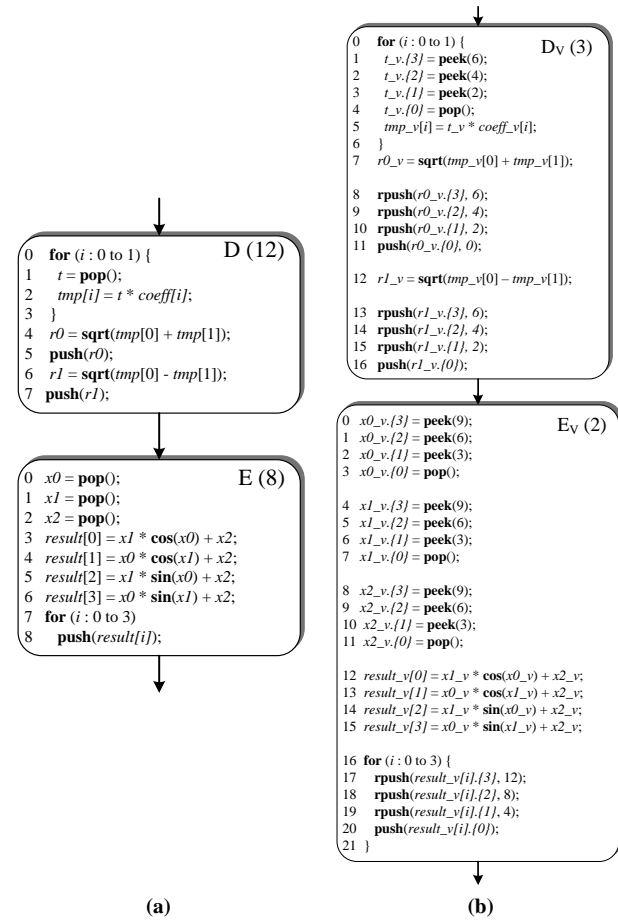 D (12)
0 for (i : 0 to 1) {
1 t = pop();
2 tmp[i] = t * coeff[i];
3 }
4 r0 = sqrt(tmp[0] + tmp[1]);
5 push(r0);
6 r1 = sqrt(tmp[0] - tmp[1]);
7 push(r1);
E (8)
0 x0 = pop();
1 x1 = pop();
2 x2 = pop();
3 result[0] = x1 * cos(x0) + x2;
4 result[1] = x0 * cos(x1) + x2;
5 result[2] = x1 * sin(x0) + x2;
6 result[3] = x0 * sin(x1) + x2;
7 for (i : 0 to 3)
8 push(result[i]);
(a)
DV (3)
0 for (i : 0 to 1) {
1 t_v.{3} = peek(6);
2 t_v.{2} = peek(4);
3 t_v.{1} = peek(2);
4 t_v.{0} = pop();
5 tmp_v[i] = t_v * coeff_v[i];
6 }
7 r0_v = sqrt(tmp_v[0] + tmp_v[1]);
8 rpush(r0_v.{3}, 6);
9 rpush(r0_v.{2}, 4);
10 rpush(r0_v.{1}, 2);
11 push(r0_v.{0}, 0);
12 r1_v = sqrt(tmp_v[0] – tmp_v[1]);
13 rpush(r1_v.{3}, 6);
14 rpush(r1_v.{2}, 4);
15 rpush(r1_v.{1}, 2);
16 push(r1_v.{0});
EV (2)
0 x0_v.{3} = peek(9);
1 x0_v.{2} = peek(6);
2 x0_v.{1} = peek(3);
3 x0_v.{0} = pop();
4 x1_v.{3} = peek(9);
5 x1_v.{2} = peek(6);
6 x1_v.{1} = peek(3);
7 x1_v.{0} = pop();
8 x2_v.{3} = peek(9);
9 x2_v.{2} = peek(6);
10 x2_v.{1} = peek(3);
11 x2_v.{0} = pop();
12 result_v[0] = x1_v * cos(x0_v) + x2_v;
13 result_v[1] = x0_v * cos(x1_v) + x2_v;
14 result_v[2] = x1_v * sin(x0_v) + x2_v;
15 result_v[3] = x0_v * sin(x1_v) + x2_v;
16 for (i : 0 to 3) {
17 rpush(result_v[i].{3}, 12);
18 rpush(result_v[i].{2}, 8);
19 rpush(result_v[i].{1}, 4);
20 push(result_v[i].{0});
21 }
(b)